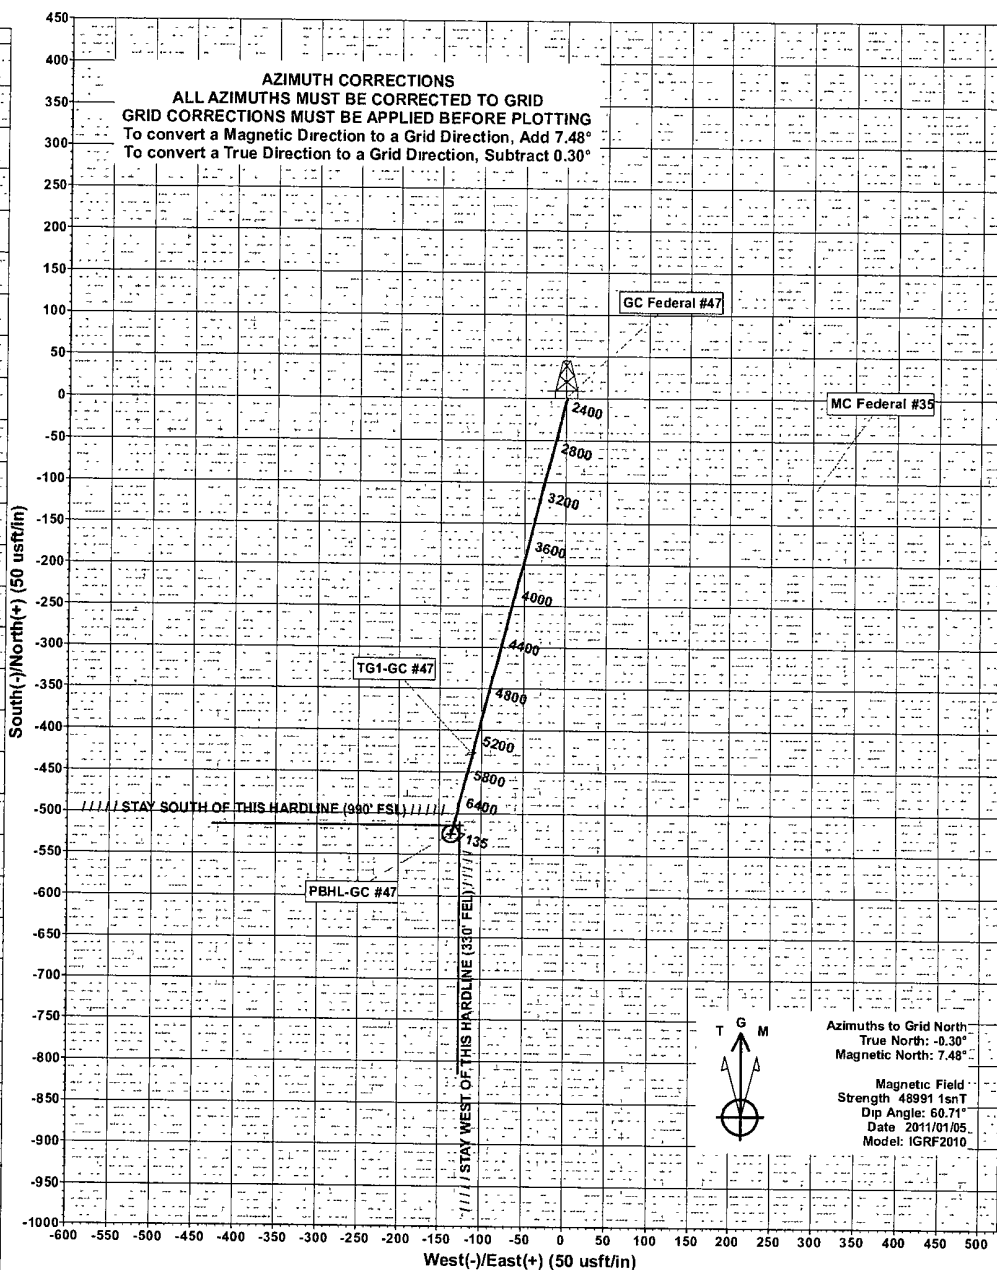 AZIMUTH CORRECTIONS
ALL AZIMUTHS MUST BE CORRECTED TO GRID
GRID CORRECTIONS MUST BE APPLIED BEFORE PLOTTING
To convert a Magnetic Direction to a Grid Direction, Add 7.48°
To convert a True Direction to a Grid Direction, Subtract 0.30°
450
400
350
300
250
200
150
100
50
0
-50
-100
-150
-200
-250
-300
-350
-400
-450
-500
-550
-600
-650
-700
-750
-800
-850
-900
-950
-1000
South(-)/North(+) (50 usft/in)
GC Federal #47
MC Federal #35
2400
2800
3200
3600
4000
4400
4800
5200
5800
6400
7135
TG1-GC #47
///// STAY SOUTH OF THIS HARDLINE (990' FSL) /////
PBHL-GC #47
///// STAY WEST OF THIS HARDLINE (330' FEL) /////
T G M
Azimuths to Grid North
True North: -0.30°
Magnetic North: 7.48°
Magnetic Field
Strength 48991 1snT
Dip Angle: 60.71°
Date 2011/01/05
Model: IGRF2010
-600 -550 -500 -450 -400 -350 -300 -250 -200 -150 -100 -50 0 50 100 150 200 250 300 350 400 450 500
West(-)/East(+) (50 usft/in)